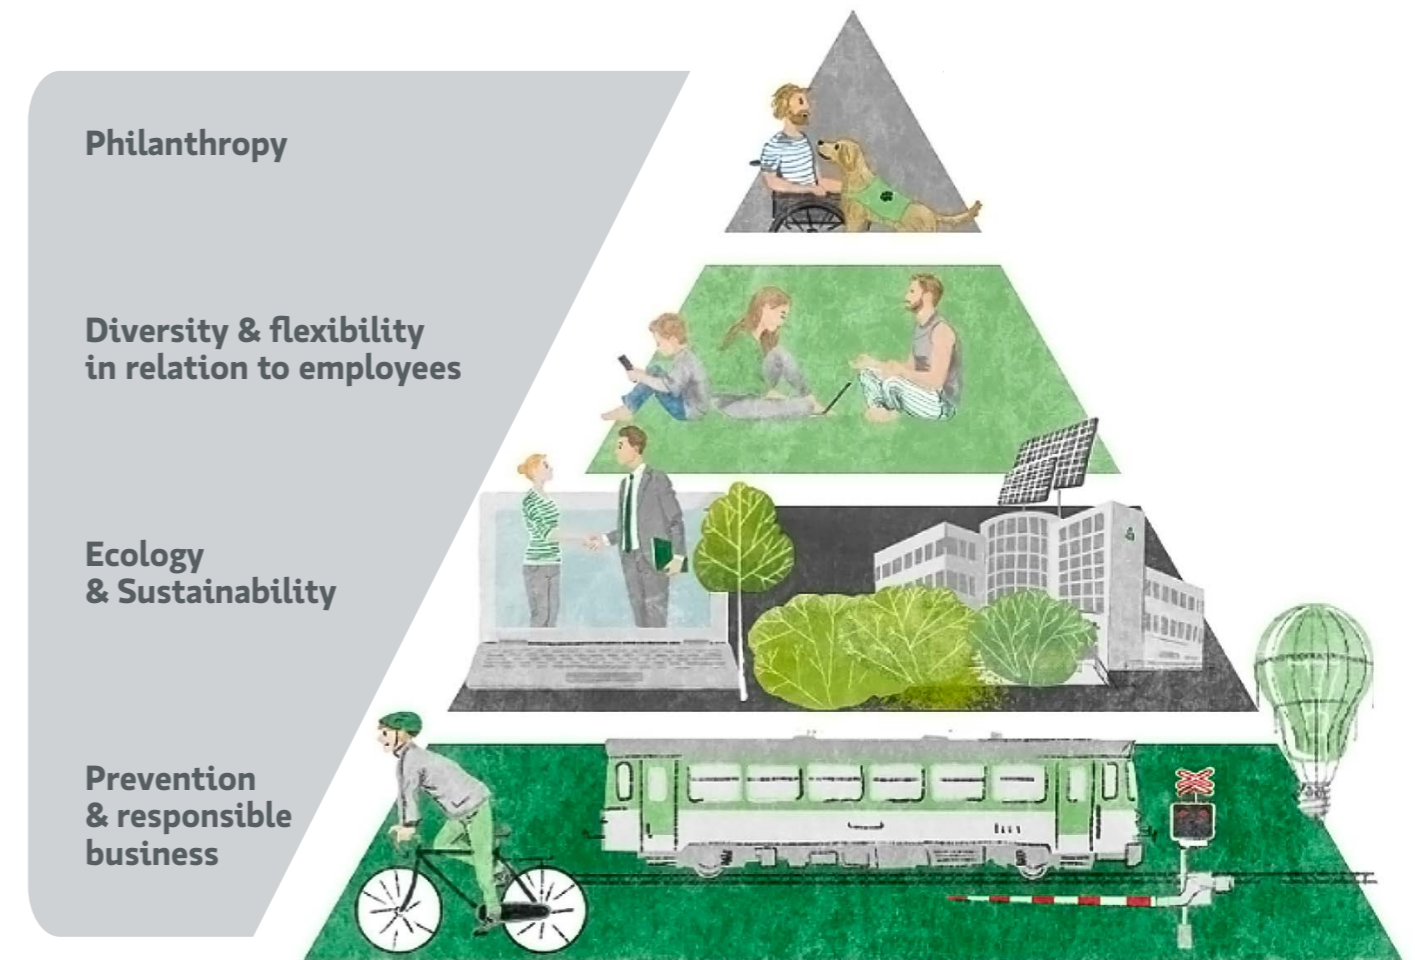 Philanthropy
Diversity & flexibility
in relation to employees
Ecology
& Sustainability
Prevention
& responsible
business